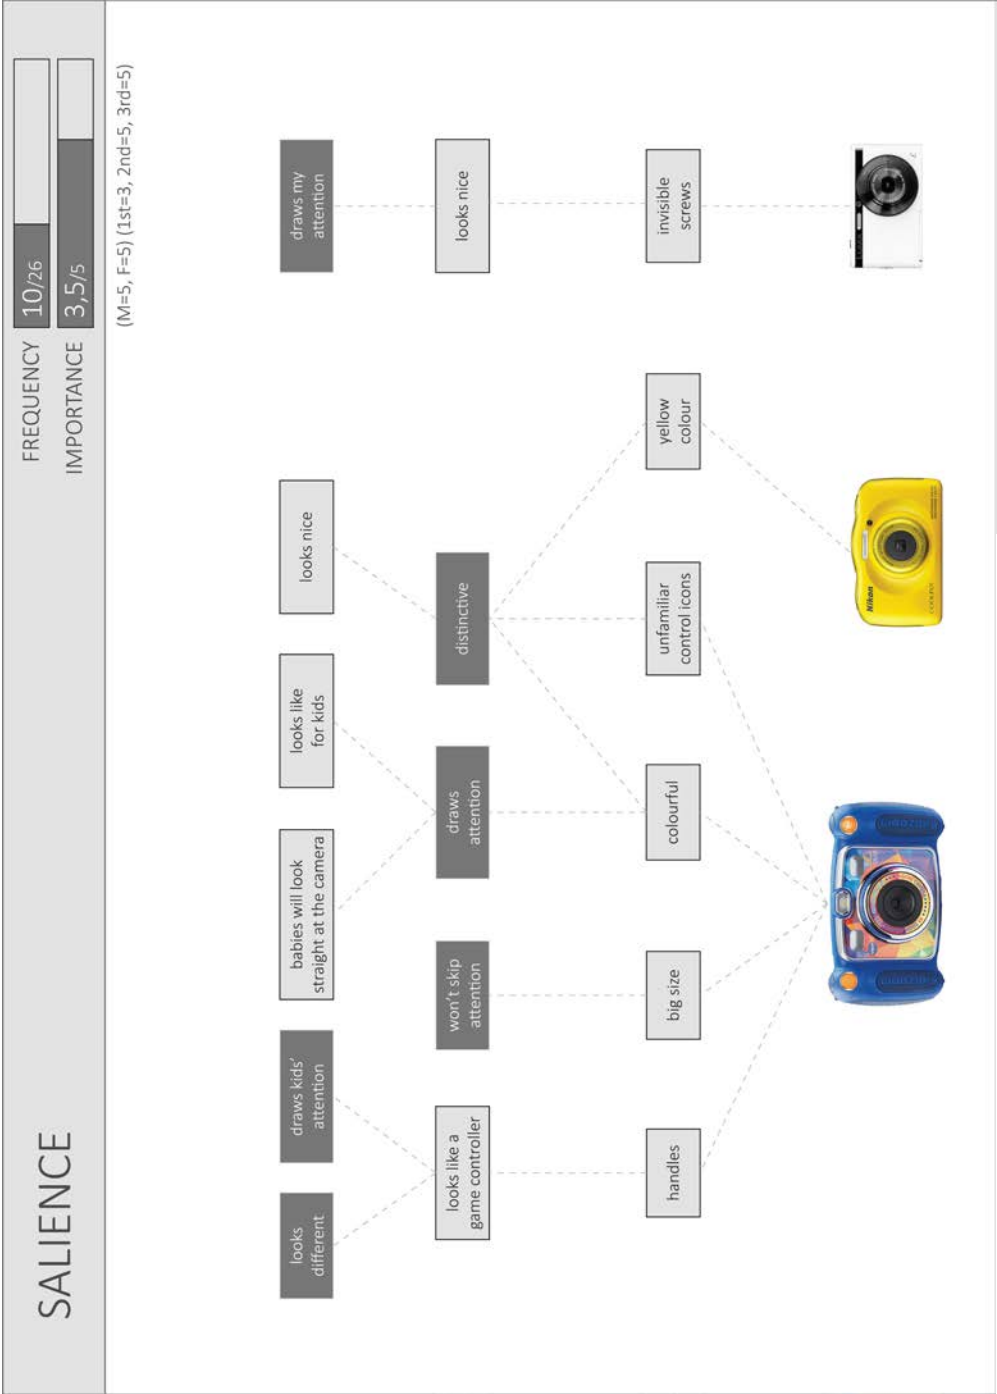 SALIENCE
FREQUENCY 10/26
IMPORTANCE 3,5/5
(M=5, F=5) (1st=3, 2nd=5, 3rd=5)
looks
different
draws kids'
attention
babies will look
straight at the camera
looks like
for kids
looks nice
draws my
attention
looks like a
game controller
won't skip
attention
draws
attention
distinctive
looks nice
handles
big size
colourful
unfamiliar
control icons
yellow
colour
invisible
screws
Nikon
COOLPIX